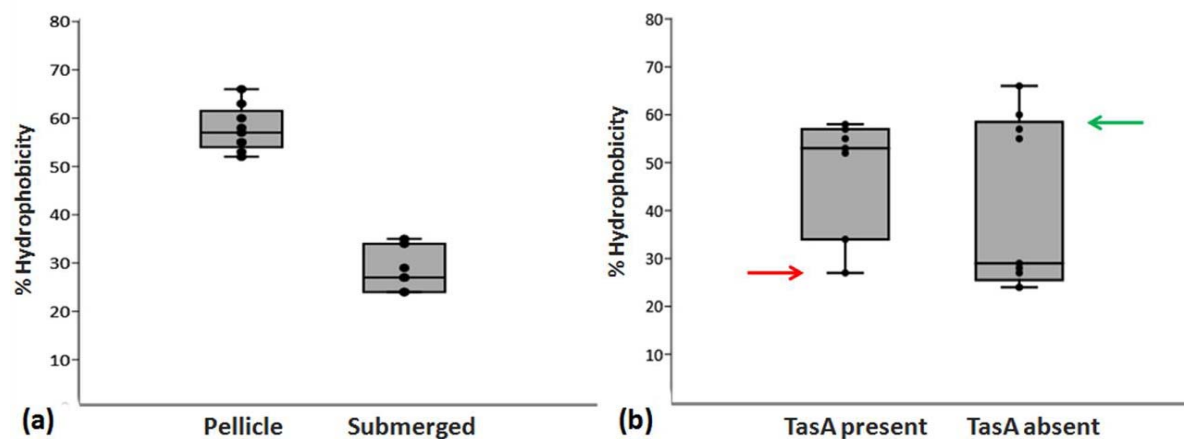 80
70
60
50
40
30
20
10
% Hydrophobicity
(a)
Pellicle
Submerged
80
70
60
50
40
30
20
10
% Hydrophobicity
(b)
TasA present
TasA absent